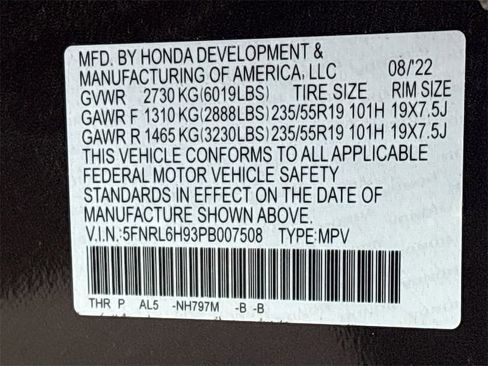 MFD. BY HONDA DEVELOPMENT &
MANUFACTURING OF AMERICA, LLC 08/'22
GVWR 2730 KG(6019LBS) TIRE SIZE RIM SIZE
GAWR F 1310 KG(2888LBS) 235/55R19 101H 19X7.5J
GAWR R 1465 KG(3230LBS) 235/55R19 101H 19X7.5J
THIS VEHICLE CONFORMS TO ALL APPLICABLE
FEDERAL MOTOR VEHICLE SAFETY
STANDARDS IN EFFECT ON THE DATE OF
MANUFACTURE SHOWN ABOVE.
V.I.N.:5FNRL6H93PB007508 TYPE:MPV
THR P AL5 -NH797M -B -B